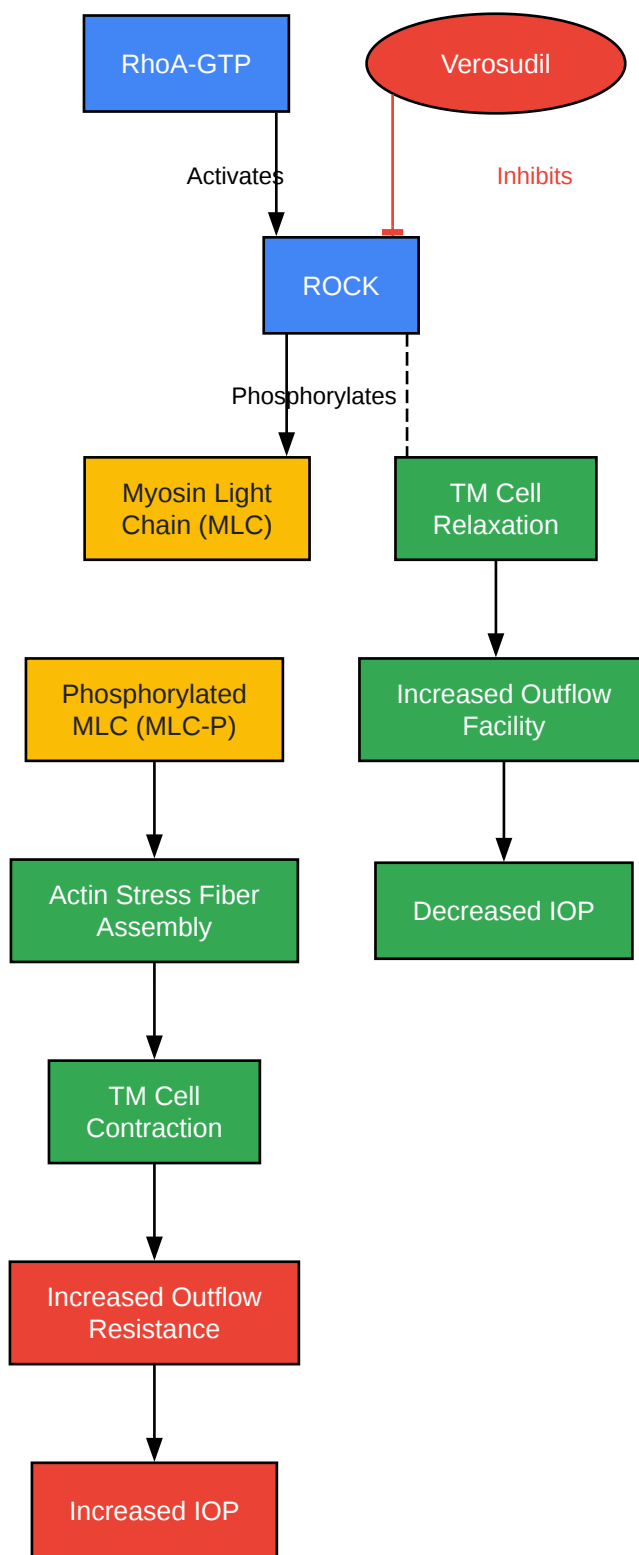 RhoA-GTP
Verosudil
Activates
Inhibits
ROCK
Phosphorylates
Myosin Light
Chain (MLC)
TM Cell
Relaxation
Phosphorylated
MLC (MLC-P)
Increased Outflow
Facility
Actin Stress Fiber
Assembly
Decreased IOP
TM Cell
Contraction
Increased Outflow
Resistance
Increased IOP